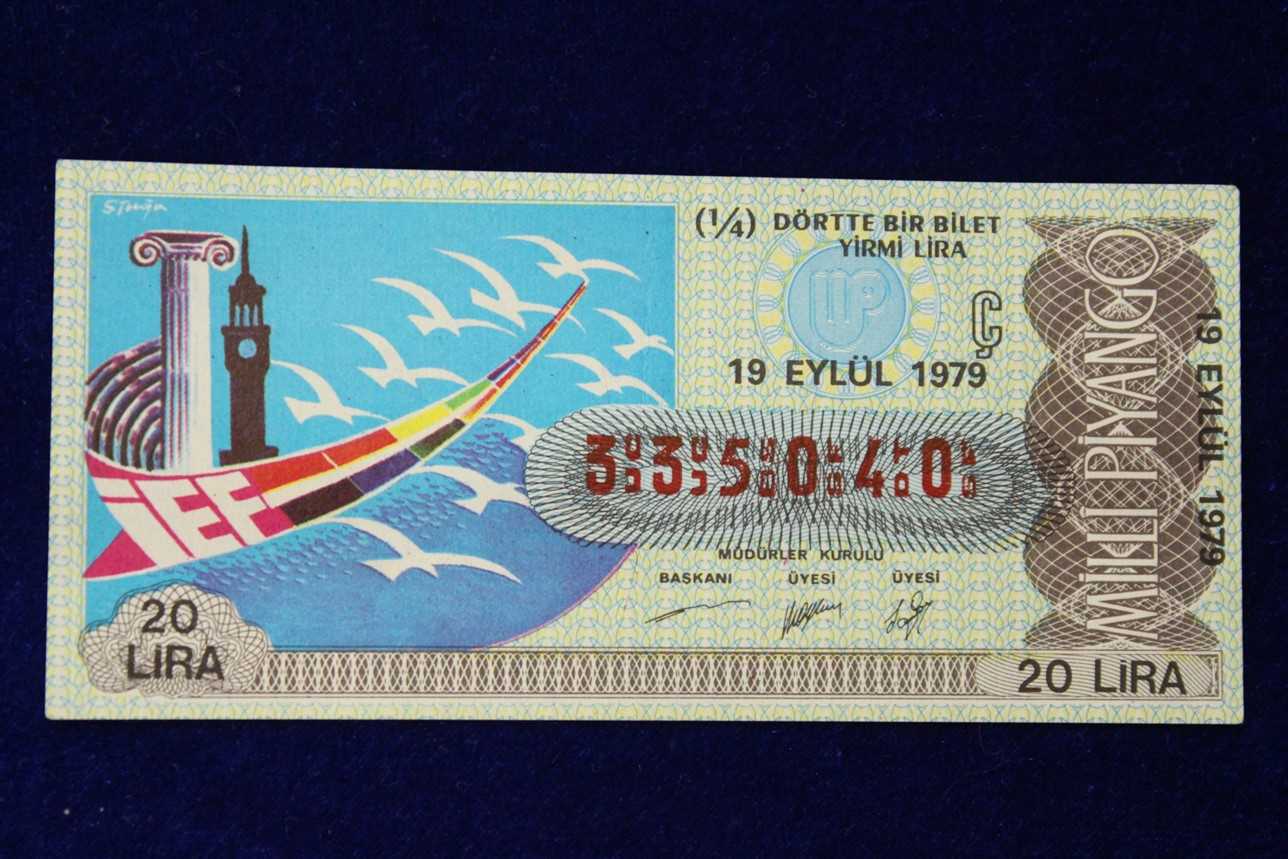 (¼) DÖRTTE BİR BİLET
YİRMİ LİRA
Ç
19 EYLÜL 1979
335040
MÜDÜRLER KURULU
BAŞKANI ÜYESİ ÜYESİ
İEF
20
LİRA
20 LİRA
MİLLİ PİYANGO
19 EYLÜL 1979